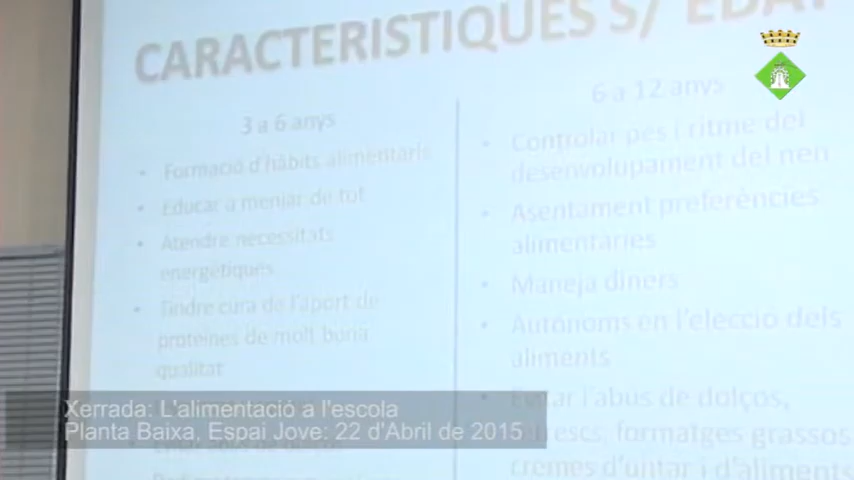 CARACTERISTIQUES S/ EDAT
3 a 6 anys
• Formació d'hàbits alimentaris
• Educar a menjar de tot
• Atendre necessitats
energètiques
• Tindre cura de l'aport de
proteïnes de molt bona
qualitat
6 a 12 anys
• Controlar pes i ritme del
desenvolupament del nen
• Asentament preferències
alimentaries
• Maneja diners
• Autònoms en l'elecció dels
aliments
• Evitar l'abús de dolços,
formatges grassos
cremes d'untar i d'aliments
Xerrada: L'alimentació a l'escola
Planta Baixa, Espai Jove: 22 d'Abril de 2015